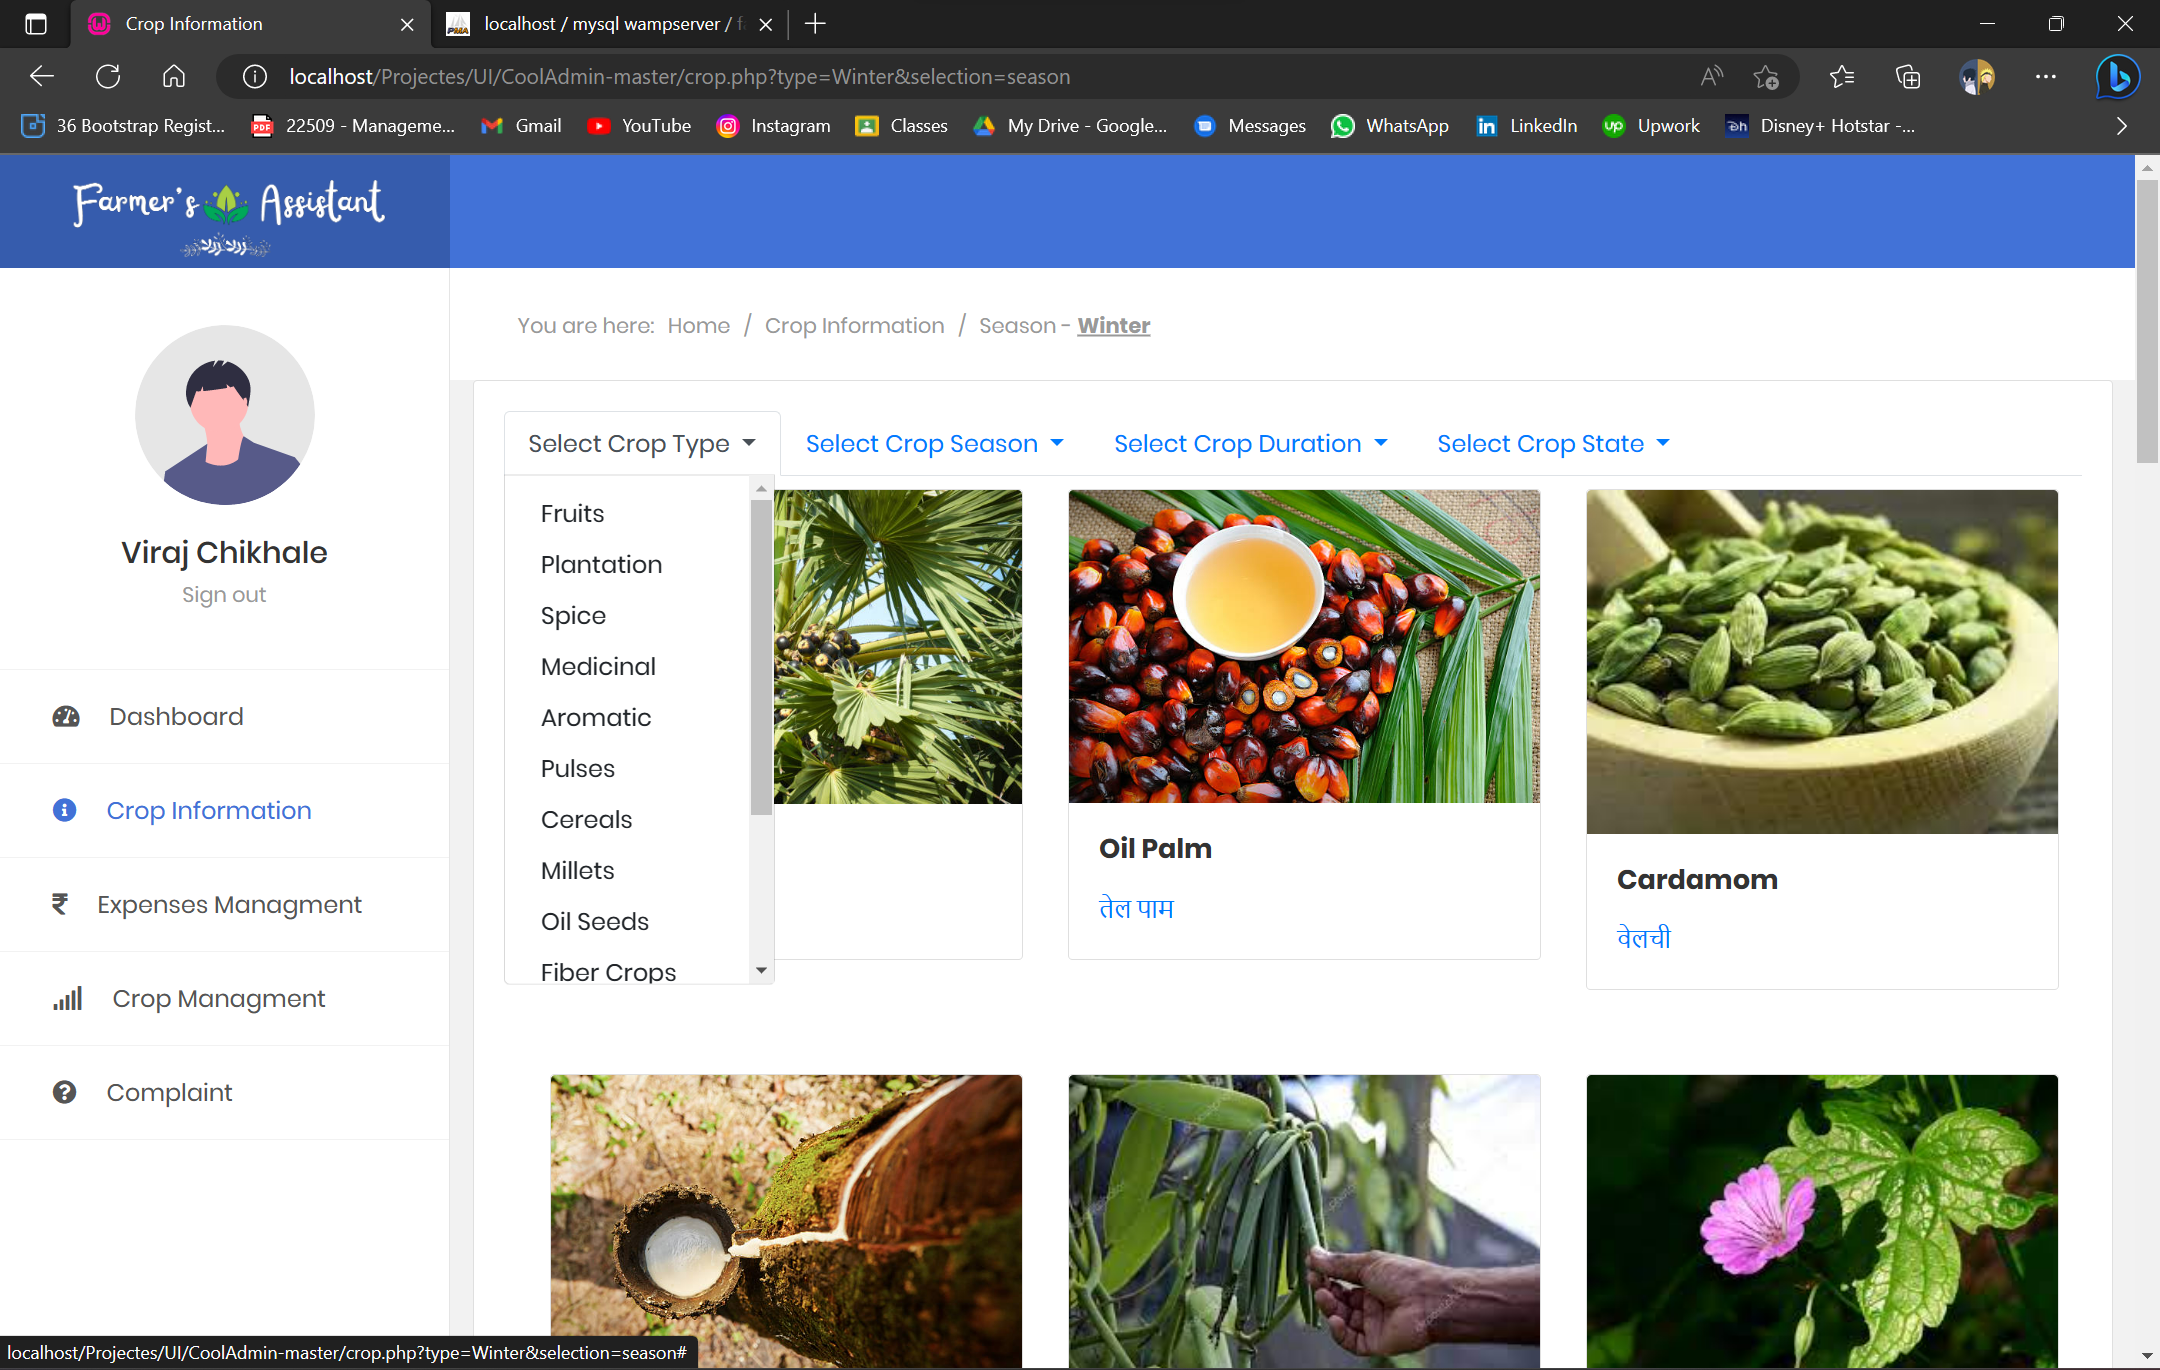 Crop Information
localhost / mysql wampserver / f
localhost/Projectes/UI/CoolAdmin-master/crop.php?type=Winter&selection=season
36 Bootstrap Regist...
22509 - Manageme...
Gmail
YouTube
Instagram
Classes
My Drive - Google...
Messages
WhatsApp
LinkedIn
Upwork
Disney+ Hotstar -...
Farmer's Assistant
You are here: Home / Crop Information / Season - Winter
Viraj Chikhale
Sign out
Dashboard
Crop Information
Expenses Managment
Crop Managment
Complaint
Select Crop Type
Select Crop Season
Select Crop Duration
Select Crop State
Fruits
Plantation
Spice
Medicinal
Aromatic
Pulses
Cereals
Millets
Oil Seeds
Fiber Crops
Oil Palm
तेल पाम
Cardamom
वेलची
localhost/Projectes/UI/CoolAdmin-master/crop.php?type=Winter&selection=season#